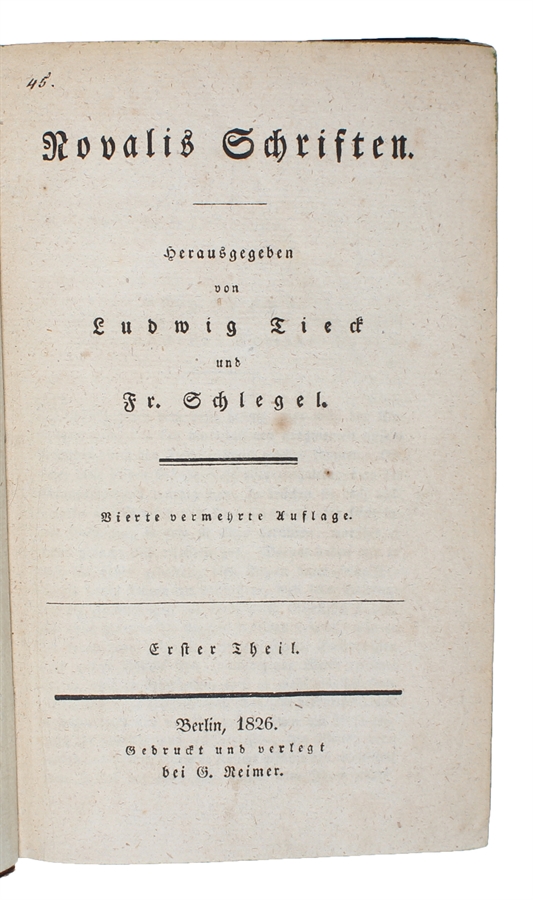 45.
Novalis Schriften.
Herausgegeben
von
Ludwig Tieck
und
Fr. Schlegel.
Vierte vermehrte Auflage.
Erster Theil.
Berlin, 1826.
Gedruckt und verlegt
bei G. Reimer.